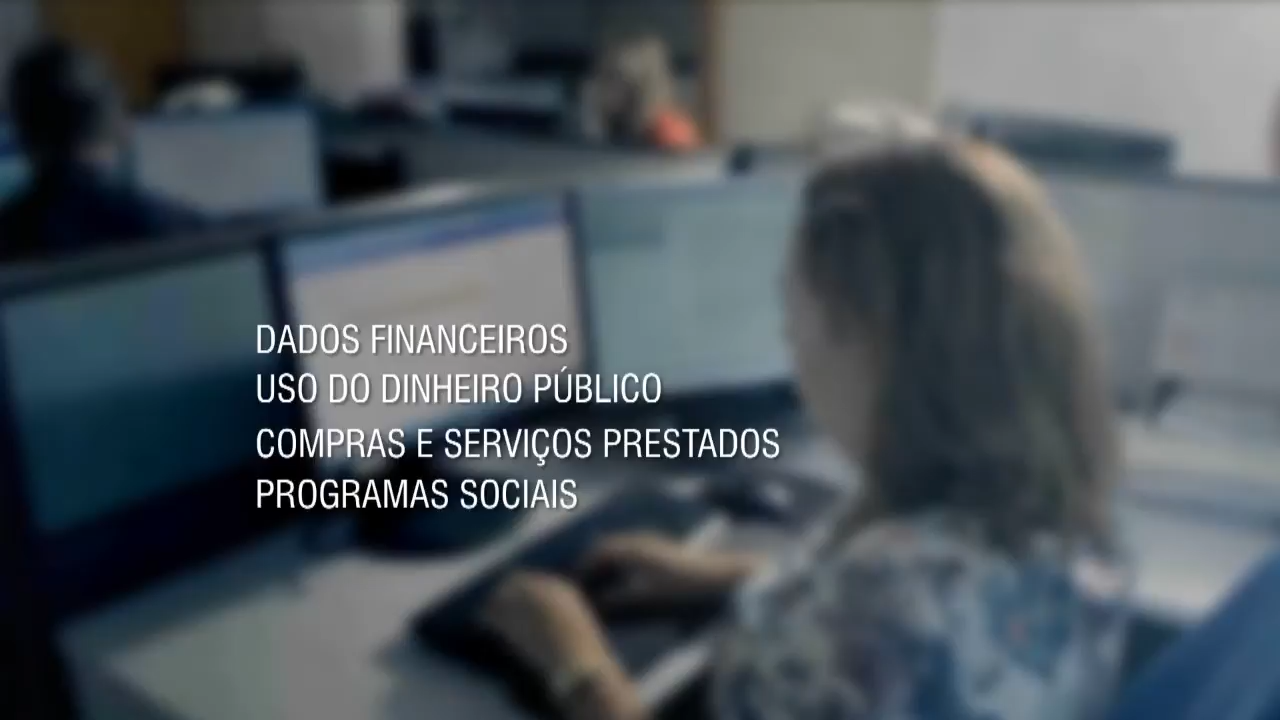 DADOS FINANCEIROS
USO DO DINHEIRO PÚBLICO
COMPRAS E SERVIÇOS PRESTADOS
PROGRAMAS SOCIAIS